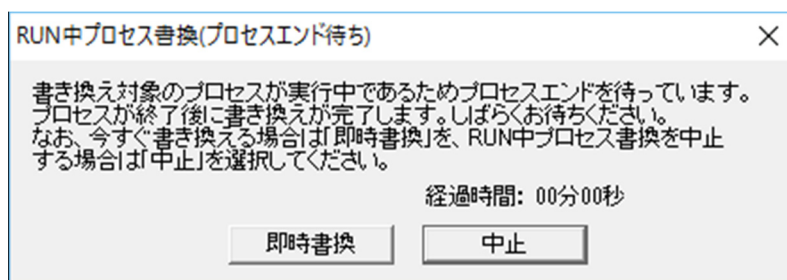 RUN中プロセス書換(プロセスエンド待ち)
書き換え対象のプロセスが実行中であるためプロセスエンドを待っています。
プロセスが終了後に書き換えが完了します。しばらくお待ちください。
なお、今すぐ書き換える場合は「即時書換」を、RUN中プロセス書換を中止
する場合は「中止」を選択してください。
経過時間: 00分00秒
即時書換 中止